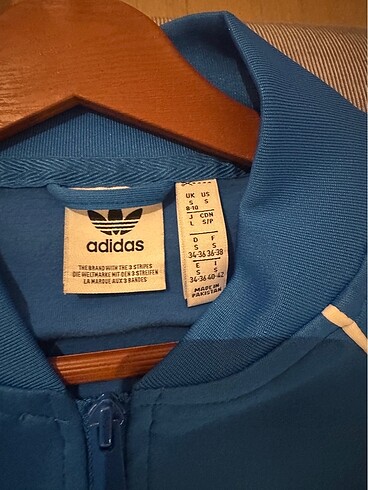 adidas
THE BRAND WITH THE 3 STRIPES
DIE WELTMARKE MIT DEN 3 STREIFEN
LA MARQUE AUX 3 BANDES
UK US
S S
8-10
J CDN
L S/P
D F
S S
34-36 36-38
E I
S S
34-36 40-42
MADE IN
PAKISTAN